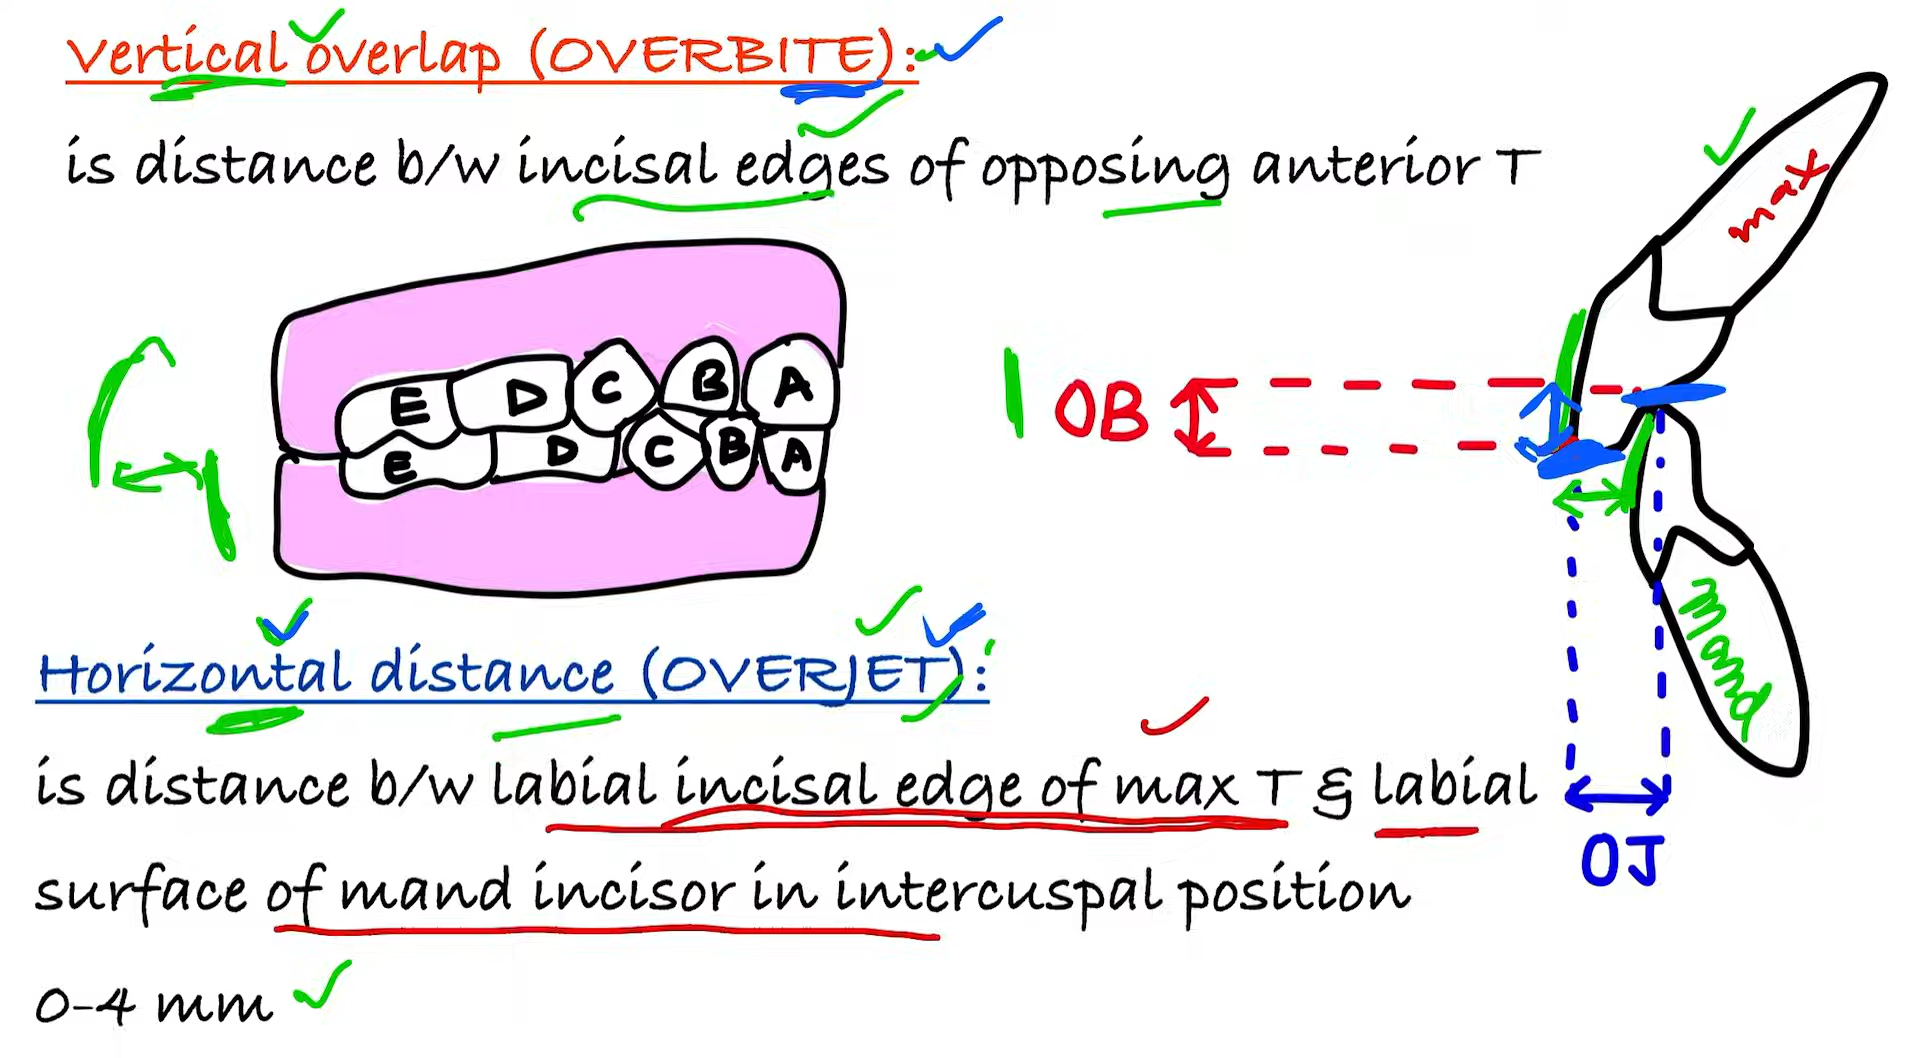 Vertical overlap (OVERBITE):
is distance b/w incisal edges of opposing anterior T
max
E D C B A
E D C B A
OB
mand
Horizontal distance (OVERJET):
is distance b/w labial incisal edge of max T & labial
surface of mand incisor in intercuspal position
OJ
0-4 mm